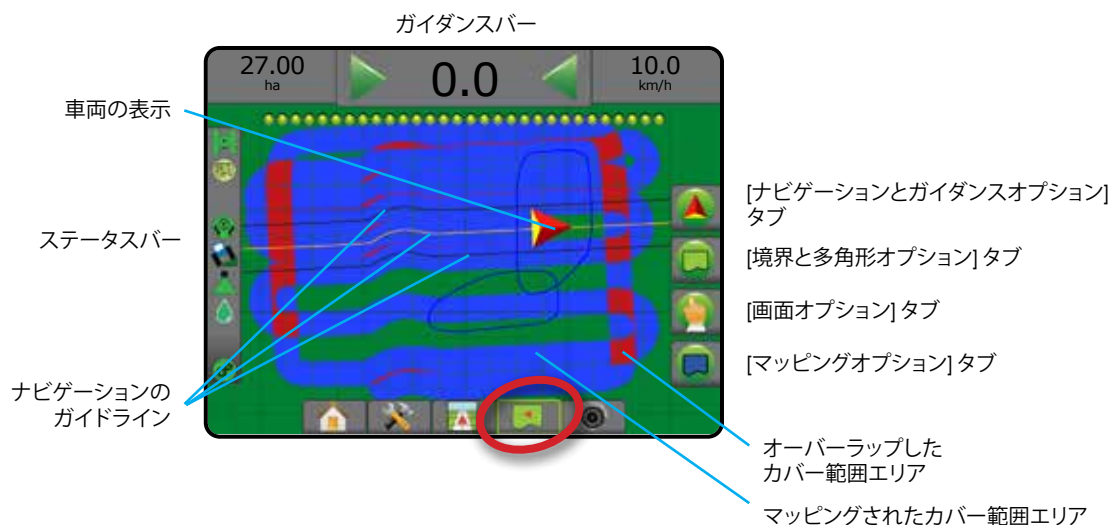 ガイダンスバー
27.00
ha
0.0
10.0
km/h
車両の表示
ステータスバー
ナビゲーションの
ガイドライン
[ナビゲーションとガイダンスオプション]
タブ
[境界と多角形オプション] タブ
[画面オプション] タブ
[マッピングオプション] タブ
オーバーラップした
カバー範囲エリア
マッピングされたカバー範囲エリア